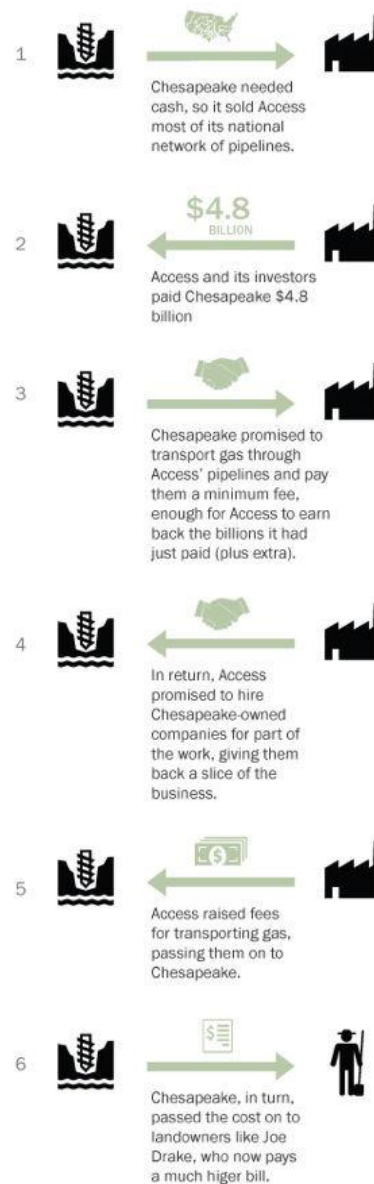 1
Chesapeake needed
cash, so it sold Access
most of its national
network of pipelines.
$4.8
BILLION
2
Access and its investors
paid Chesapeake $4.8
billion
3
Chesapeake promised to
transport gas through
Access' pipelines and pay
them a minimum fee,
enough for Access to earn
back the billions it had
just paid (plus extra).
4
In return, Access
promised to hire
Chesapeake-owned
companies for part of
the work, giving them
back a slice of the
business.
$
5
Access raised fees
for transporting gas,
passing them on to
Chesapeake.
$
6
Chesapeake, in turn,
passed the cost on to
landowners like Joe
Drake, who now pays
a much higer bill.